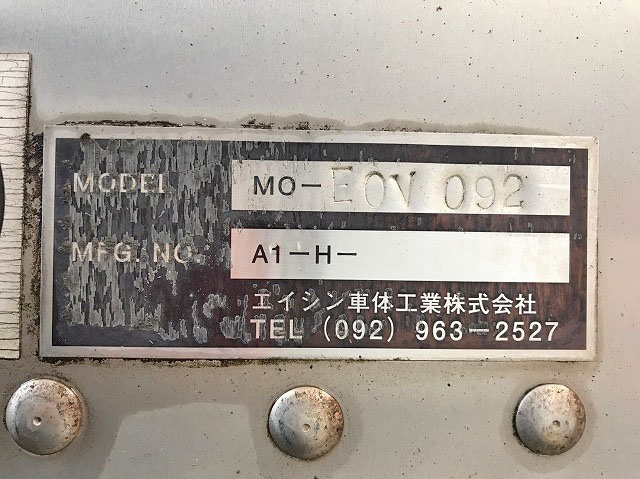 MODEL MO-EOV 092
MFG. NO. A1-H-
エイシン車体工業株式会社
TEL (092) 963-2527